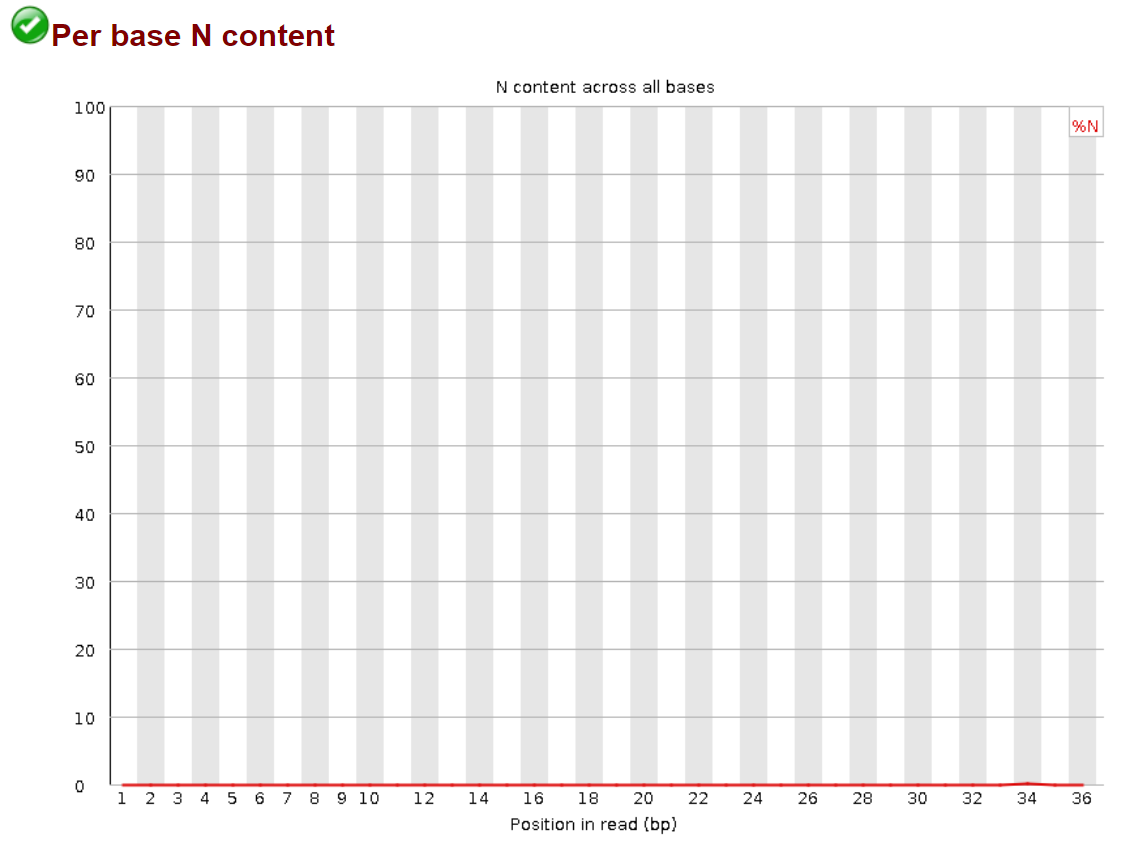 Per base N content
N content across all bases
100
%N
90
80
70
60
50
40
30
20
10
0
1 2 3 4 5 6 7 8 9 10 12 14 16 18 20 22 24 26 28 30 32 34 36
Position in read (bp)